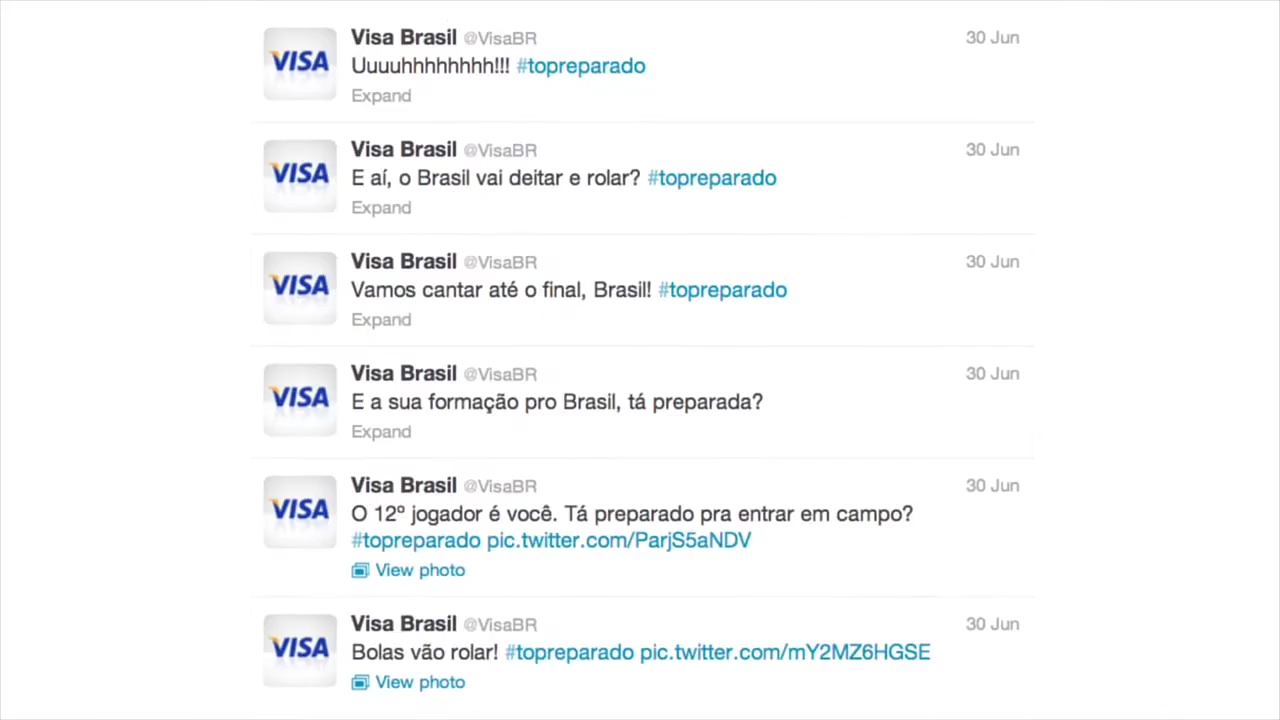 VISA
Visa Brasil @VisaBR 30 Jun
Uuuuhhhhhhhh!!! #topreparado
Expand
VISA
Visa Brasil @VisaBR 30 Jun
E aí, o Brasil vai deitar e rolar? #topreparado
Expand
VISA
Visa Brasil @VisaBR 30 Jun
Vamos cantar até o final, Brasil! #topreparado
Expand
VISA
Visa Brasil @VisaBR 30 Jun
E a sua formação pro Brasil, tá preparada?
Expand
VISA
Visa Brasil @VisaBR 30 Jun
O 12º jogador é você. Tá preparado pra entrar em campo?
#topreparado pic.twitter.com/ParjS5aNDV
View photo
VISA
Visa Brasil @VisaBR 30 Jun
Bolas vão rolar! #topreparado pic.twitter.com/mY2MZ6HGSE
View photo